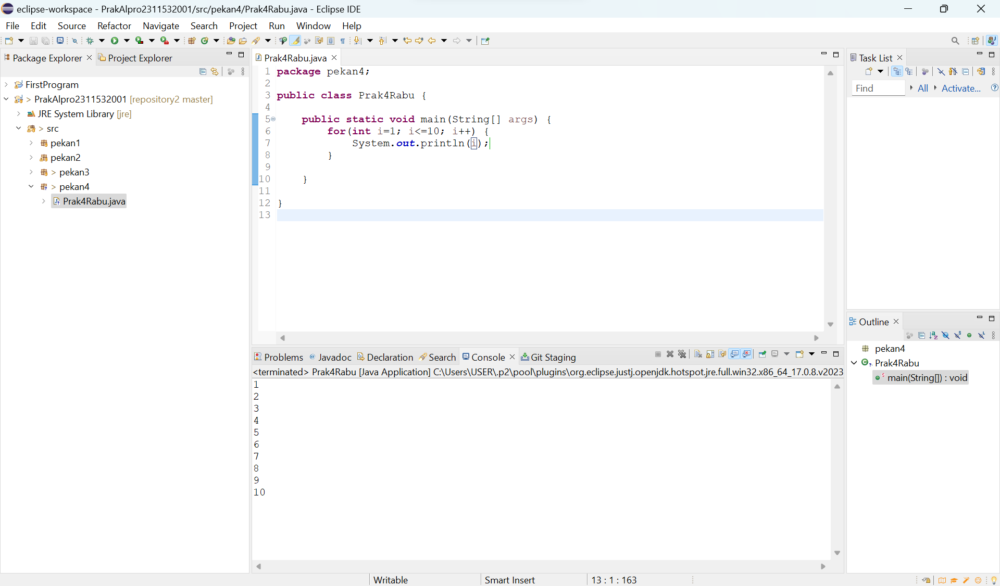 eclipse-workspace - PrakAlpro2311532001/src/pekan4/Prak4Rabu.java - Eclipse IDE
File Edit Source Refactor Navigate Search Project Run Window Help
Package Explorer
Project Explorer
FirstProgram
> PrakAlpro2311532001 [repository2 master]
JRE System Library [jre]
> src
pekan1
pekan2
> pekan3
> pekan4
Prak4Rabu.java
Prak4Rabu.java
1 package pekan4;
2
3 public class Prak4Rabu {
4
5     public static void main(String[] args) {
6         for(int i=1; i<=10; i++) {
7             System.out.println(i);
8         }
9
10     }
11
12 }
13
Problems @ Javadoc Declaration Search Console Git Staging
<terminated> Prak4Rabu [Java Application] C:\Users\USER\.p2\pool\plugins\org.eclipse.justj.openjdk.hotspot.jre.full.win32.x86_64_17.0.8.v2023
1
2
3
4
5
6
7
8
9
10
Task List
Find All Activate...
Outline
pekan4
Prak4Rabu
main(String[]) : void
Writable Smart Insert 13 : 1 : 163